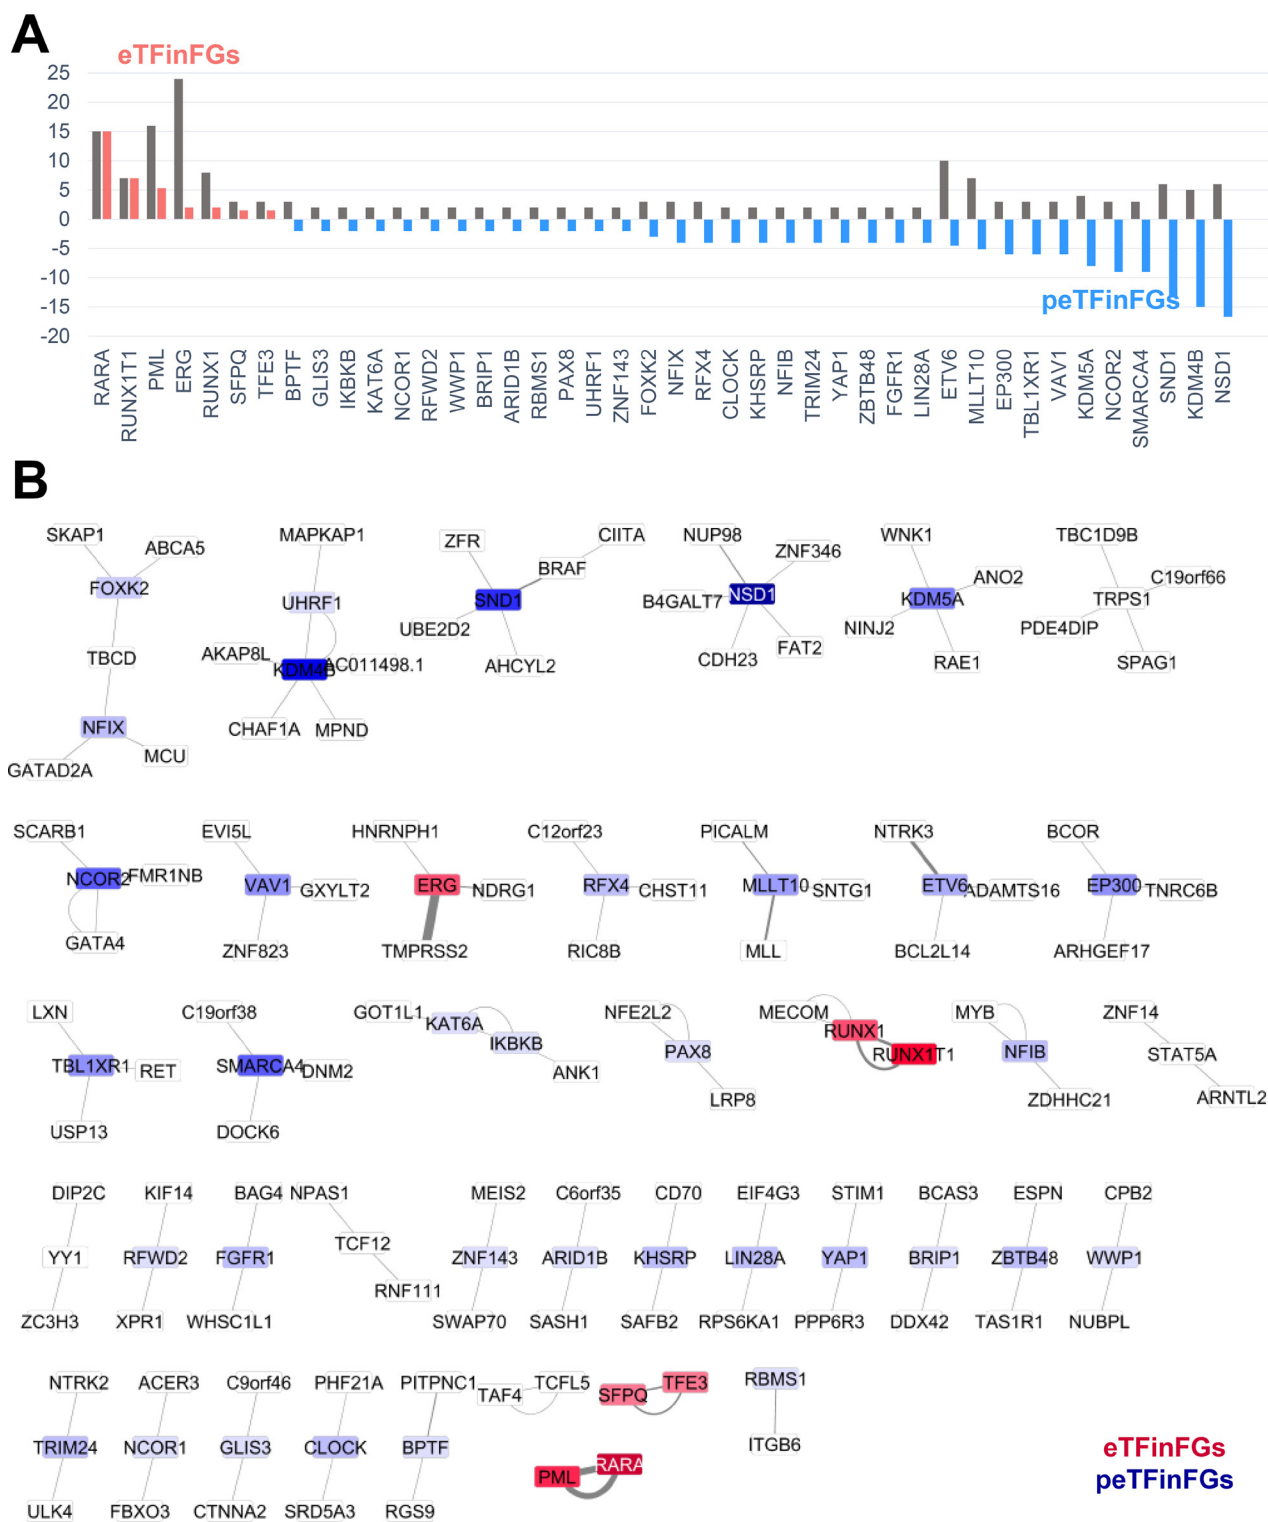 A
eTFinFGs
25
20
15
10
5
0
-5
-10
-15
-20
peTFinFGs
RARA RUNX1T1 PML ERG RUNX1 SFPQ TFE3 BPTF GLIS3 IKBKB KAT6A NCOR1 RFWD2 WWP1 BRIP1 ARID1B RBMS1 PAX8 UHRF1 ZNF143 FOXK2 NFIX RFX4 CLOCK KHSRP NFIB TRIM24 YAP1 ZBTB48 FGFR1 LIN28A ETV6 MLLT10 EP300 TBL1XR1 VAV1 KDM5A NCOR2 SMARCA4 SND1 KDM4B NSD1
B
SKAP1 ABCA5 FOXK2 TBCD NFIX MCU GATAD2A
MAPKAP1 UHRF1 AKAP8L KDM4B AC011498.1 CHAF1A MPND
ZFR CIITA BRAF SND1 UBE2D2 AHCYL2
NUP98 ZNF346 B4GALT7 NSD1 FAT2 CDH23
WNK1 ANO2 KDM5A NINJ2 RAE1
TBC1D9B C19orf66 TRPS1 PDE4DIP SPAG1
SCARB1 NCOR2 FMR1NB GATA4
EVI5L VAV1 GXYLT2 ZNF823
HNRNPH1 ERG NDRG1 TMPRSS2
C12orf23 RFX4 CHST11 RIC8B
PICALM MLLT10 SNTG1 MLL
NTRK3 ETV6 ADAMTS16 BCL2L14
BCOR EP300 TNRC6B ARHGEF17
LXN TBL1XR1 RET USP13
C19orf38 SMARCA4 DNM2 DOCK6
GOT1L1 KAT6A IKBKB ANK1
NFE2L2 PAX8 LRP8
MECOM RUNX1 RUNX1T1
MYB NFIB ZDHHC21
ZNF14 STAT5A ARNTL2
DIP2C YY1 ZC3H3
KIF14 RFWD2 XPR1
BAG4 FGFR1 WHSC1L1
NPAS1 TCF12 RNF111
MEIS2 ZNF143 SWAP70
C6orf35 ARID1B SASH1
CD70 KHSRP SAFB2
EIF4G3 LIN28A RPS6KA1
STIM1 YAP1 PPP6R3
BCAS3 BRIP1 DDX42
ESPN ZBTB48 TAS1R1
CPB2 WWP1 NUBPL
NTRK2 TRIM24 ULK4
ACER3 NCOR1 FBXO3
C9orf46 GLIS3 CTNNA2
PHF21A CLOCK SRD5A3
PITPNC1 BPTF RGS9
TAF4 TCFL5
SFPQ TFE3
PML RARA
RBMS1 ITGB6
eTFinFGs
peTFinFGs